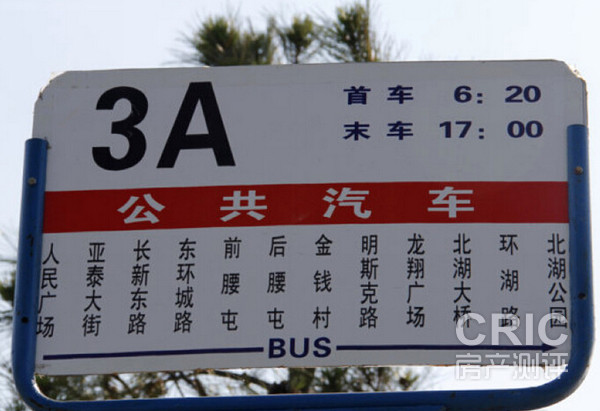 3A
首车 6:20
末车 17:00
公共汽车
人民广场
亚泰大街
长新东路
东环城路
前腰屯
后腰屯
金钱村
明斯克路
龙翔广场
北湖大桥
环湖路
北湖公园
BUS
CRIC
房产测评